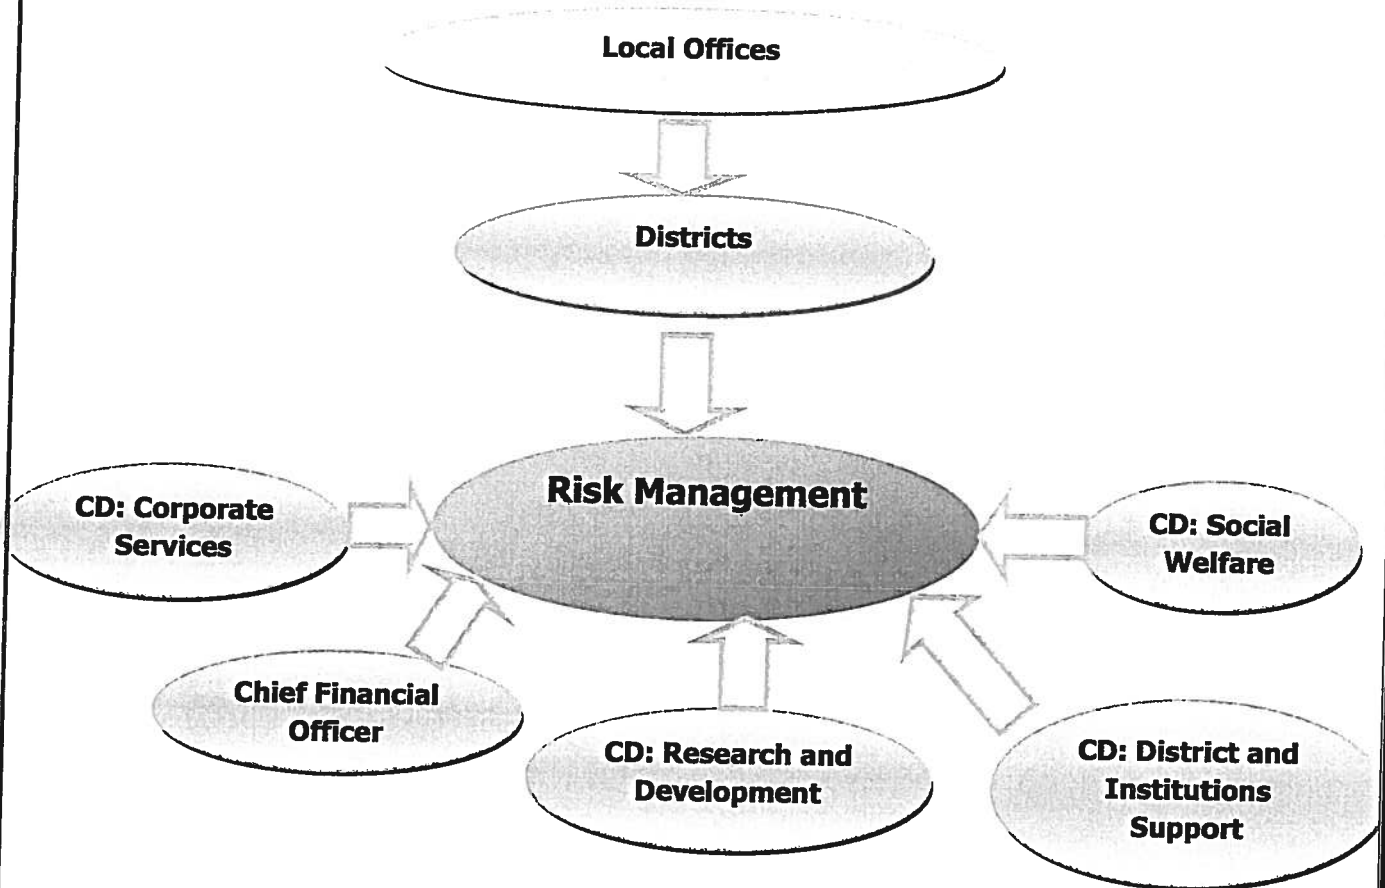 Local Offices
Districts
Risk Management
CD: Corporate
Services
CD: Social
Welfare
Chief Financial
Officer
CD: Research and
Development
CD: District and
Institutions
Support